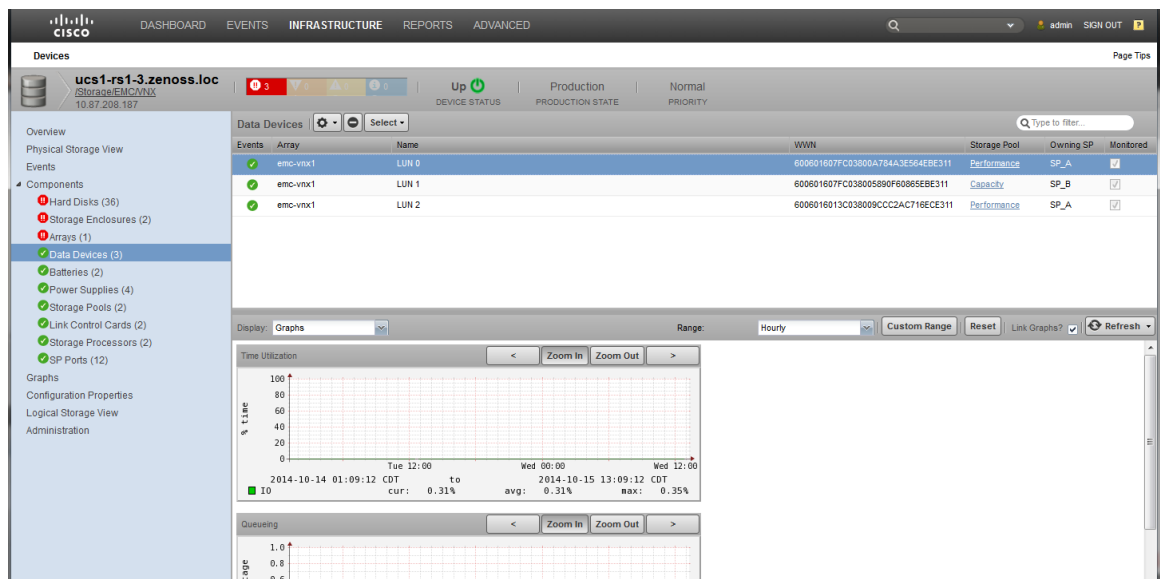 CISCO DASHBOARD EVENTS INFRASTRUCTURE REPORTS ADVANCED admin SIGN OUT ?
Devices Page Tips
ucs1-rs1-3.zenoss.loc
/Storage/EMC/VNX
10.87.208.187
3 0 0 0
Up Production Normal
DEVICE STATUS PRODUCTION STATE PRIORITY
Overview
Physical Storage View
Events
Components
Hard Disks (36)
Storage Enclosures (2)
Arrays (1)
Data Devices (3)
Batteries (2)
Power Supplies (4)
Storage Pools (2)
Link Control Cards (2)
Storage Processors (2)
SP Ports (12)
Graphs
Configuration Properties
Logical Storage View
Administration
Data Devices Select Type to filter...
Events Array Name WWN Storage Pool Owning SP Monitored
emc-vnx1 LUN 0 600601607FC03800A784A3E564EBE311 Performance SP_A
emc-vnx1 LUN 1 600601607FC038005890F60865EBE311 Capacity SP_B
emc-vnx1 LUN 2 6006016013C038009CCC2AC716ECE311 Performance SP_A
Display: Graphs Range: Hourly Custom Range Reset Link Graphs? Refresh
Time Utilization < Zoom In Zoom Out >
100
80
60
40
20
0
% time
Tue 12:00 Wed 00:00 Wed 12:00
2014-10-14 01:09:12 CDT to 2014-10-15 13:09:12 CDT
IO cur: 0.31% avg: 0.31% max: 0.35%
Queueing < Zoom In Zoom Out >
1.0
0.8
0.6